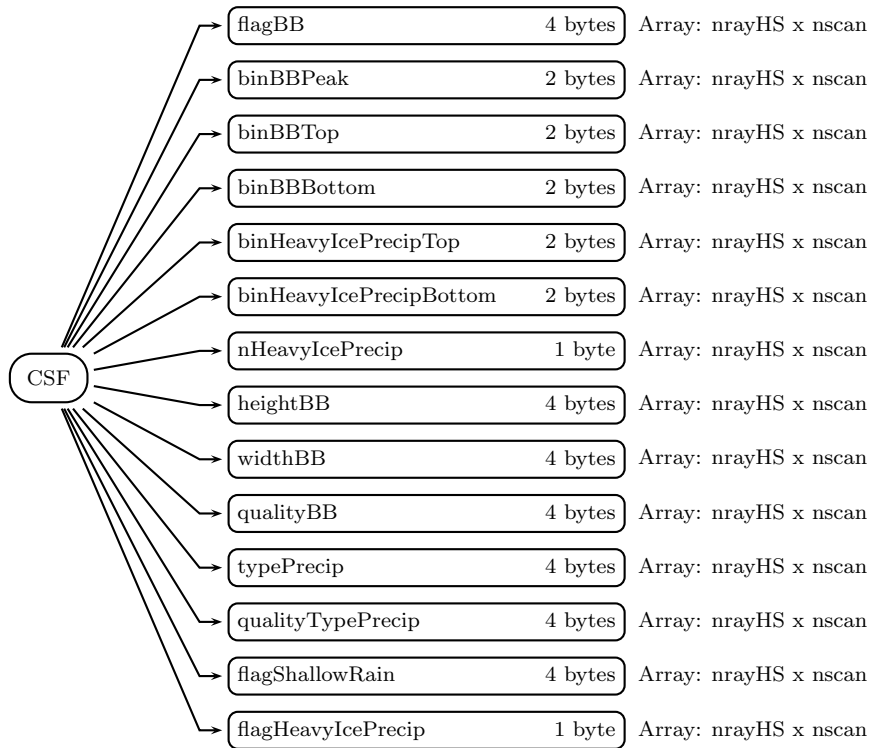 flagBB 4 bytes Array: nrayHS x nscan
binBBPeak 2 bytes Array: nrayHS x nscan
binBBTop 2 bytes Array: nrayHS x nscan
binBBBottom 2 bytes Array: nrayHS x nscan
binHeavyIcePrecipTop 2 bytes Array: nrayHS x nscan
binHeavyIcePrecipBottom 2 bytes Array: nrayHS x nscan
nHeavyIcePrecip 1 byte Array: nrayHS x nscan
CSF
heightBB 4 bytes Array: nrayHS x nscan
widthBB 4 bytes Array: nrayHS x nscan
qualityBB 4 bytes Array: nrayHS x nscan
typePrecip 4 bytes Array: nrayHS x nscan
qualityTypePrecip 4 bytes Array: nrayHS x nscan
flagShallowRain 4 bytes Array: nrayHS x nscan
flagHeavyIcePrecip 1 byte Array: nrayHS x nscan